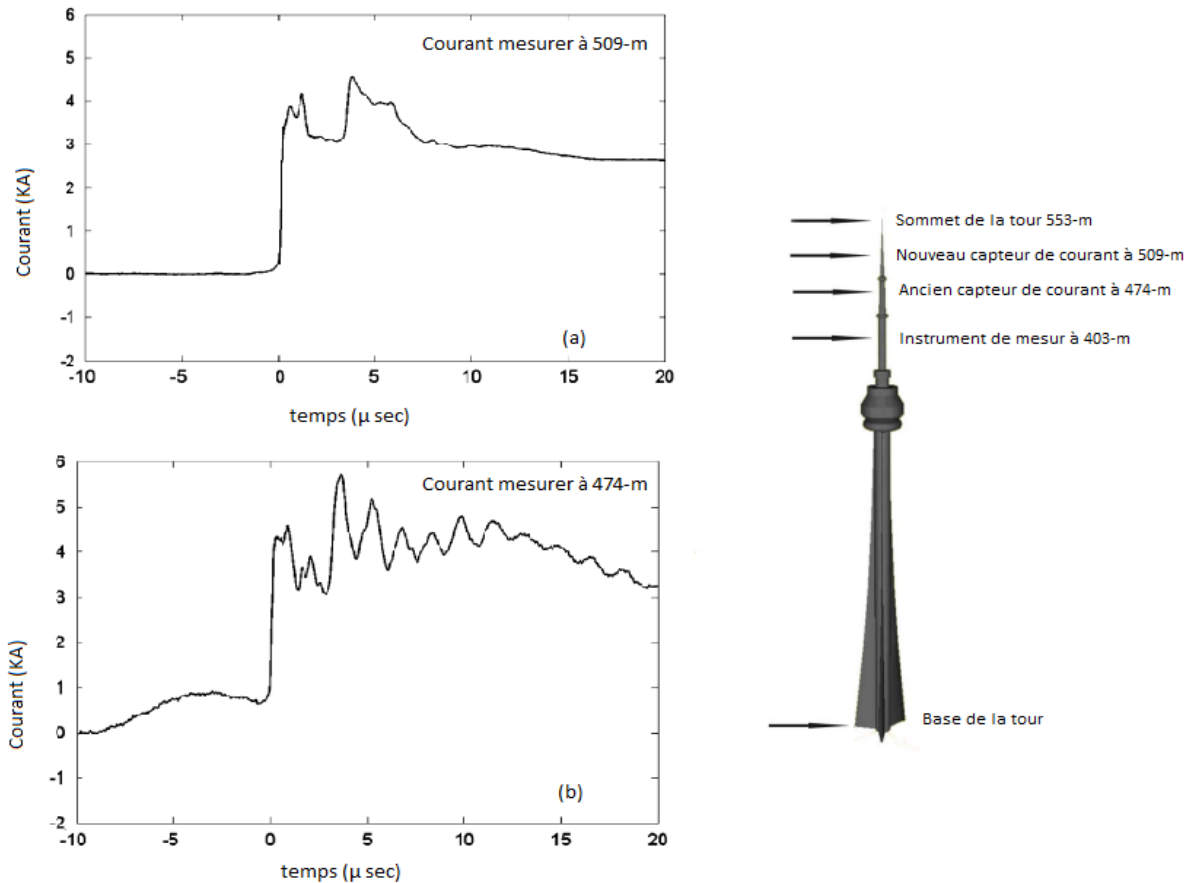 6
5
4
3
2
1
0
-1
-2
Courant (KA)
Courant mesurer à 509-m
(a)
-10
-5
0
5
10
15
20
temps (μ sec)
6
5
4
3
2
1
0
-1
-2
Courant (KA)
Courant mesurer à 474-m
(b)
-10
-5
0
5
10
15
20
temps (μ sec)
Sommet de la tour 553-m
Nouveau capteur de courant à 509-m
Ancien capteur de courant à 474-m
Instrument de mesur à 403-m
Base de la tour